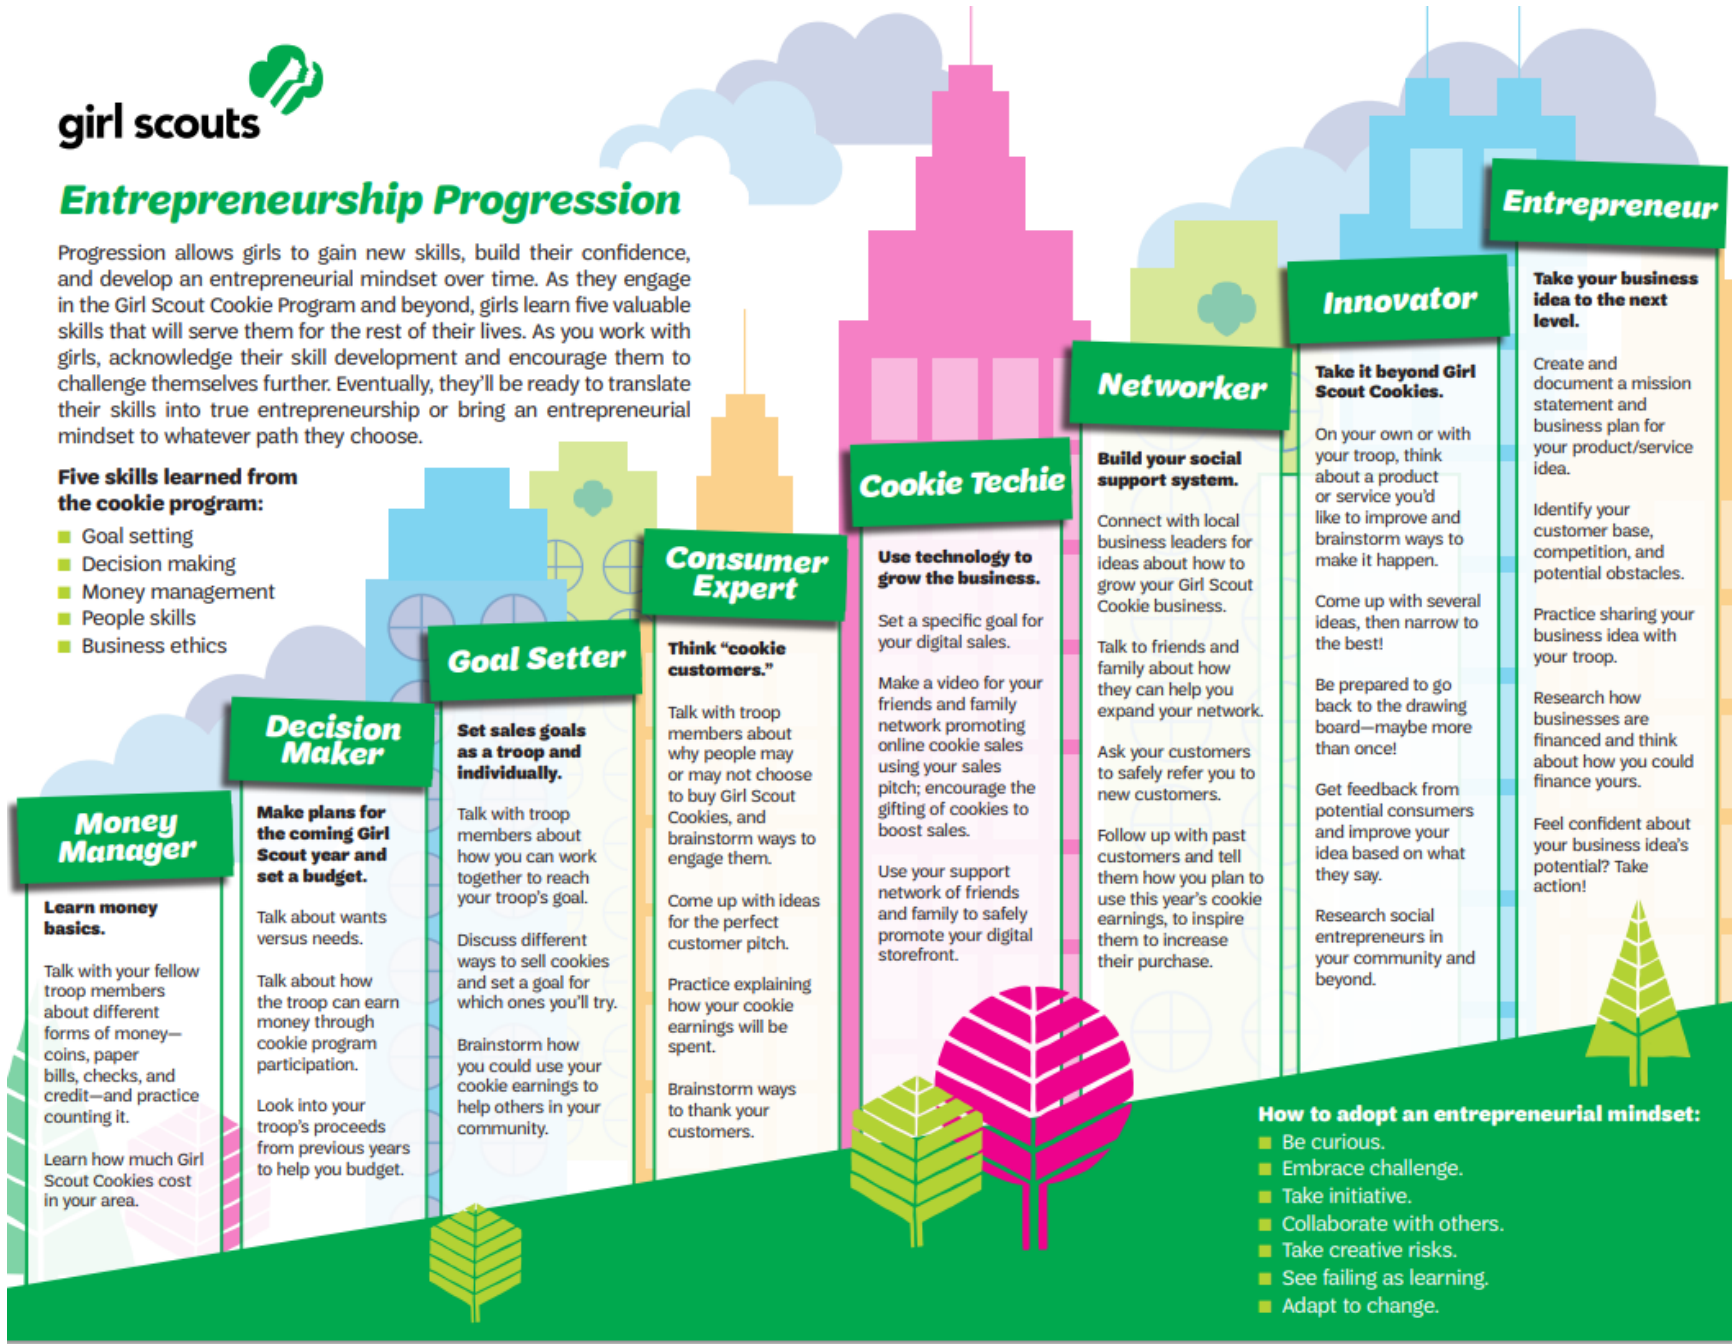 girl scouts
Entrepreneurship Progression
Progression allows girls to gain new skills, build their confidence,
and develop an entrepreneurial mindset over time. As they engage
in the Girl Scout Cookie Program and beyond, girls learn five valuable
skills that will serve them for the rest of their lives. As you work with
girls, acknowledge their skill development and encourage them to
challenge themselves further. Eventually, they'll be ready to translate
their skills into true entrepreneurship or bring an entrepreneurial
mindset to whatever path they choose.
Five skills learned from
the cookie program:
Goal setting
Decision making
Money management
People skills
Business ethics
Money
Manager
Learn money
basics.
Talk with your fellow
troop members
about different
forms of money—
coins, paper
bills, checks, and
credit—and practice
counting it.
Learn how much Girl
Scout Cookies cost
in your area.
Decision
Maker
Make plans for
the coming Girl
Scout year and
set a budget.
Talk about wants
versus needs.
Talk about how
the troop can earn
money through
cookie program
participation.
Look into your
troop's proceeds
from previous years
to help you budget.
Goal Setter
Set sales goals
as a troop and
individually.
Talk with troop
members about
how you can work
together to reach
your troop's goal.
Discuss different
ways to sell cookies
and set a goal for
which ones you'll try.
Brainstorm how
you could use your
cookie earnings to
help others in your
community.
Consumer
Expert
Think “cookie
customers.”
Talk with troop
members about
why people may
or may not choose
to buy Girl Scout
Cookies, and
brainstorm ways to
engage them.
Come up with ideas
for the perfect
customer pitch.
Practice explaining
how your cookie
earnings will be
spent.
Brainstorm ways
to thank your
customers.
Cookie Techie
Use technology to
grow the business.
Set a specific goal for
your digital sales.
Make a video for your
friends and family
network promoting
online cookie sales
using your sales
pitch; encourage the
gifting of cookies to
boost sales.
Use your support
network of friends
and family to safely
promote your digital
storefront.
Networker
Build your social
support system.
Connect with local
business leaders for
ideas about how to
grow your Girl Scout
Cookie business.
Talk to friends and
family about how
they can help you
expand your network.
Ask your customers
to safely refer you to
new customers.
Follow up with past
customers and tell
them how you plan to
use this year's cookie
earnings, to inspire
them to increase
their purchase.
Innovator
Take it beyond Girl
Scout Cookies.
On your own or with
your troop, think
about a product
or service you'd
like to improve and
brainstorm ways to
make it happen.
Come up with several
ideas, then narrow to
the best!
Be prepared to go
back to the drawing
board—maybe more
than once!
Get feedback from
potential consumers
and improve your
idea based on what
they say.
Research social
entrepreneurs in
your community and
beyond.
Entrepreneur
Take your business
idea to the next
level.
Create and
document a mission
statement and
business plan for
your product/service
idea.
Identify your
customer base,
competition, and
potential obstacles.
Practice sharing your
business idea with
your troop.
Research how
businesses are
financed and think
about how you could
finance yours.
Feel confident about
your business idea's
potential? Take
action!
How to adopt an entrepreneurial mindset:
Be curious.
Embrace challenge.
Take initiative.
Collaborate with others.
Take creative risks.
See failing as learning.
Adapt to change.